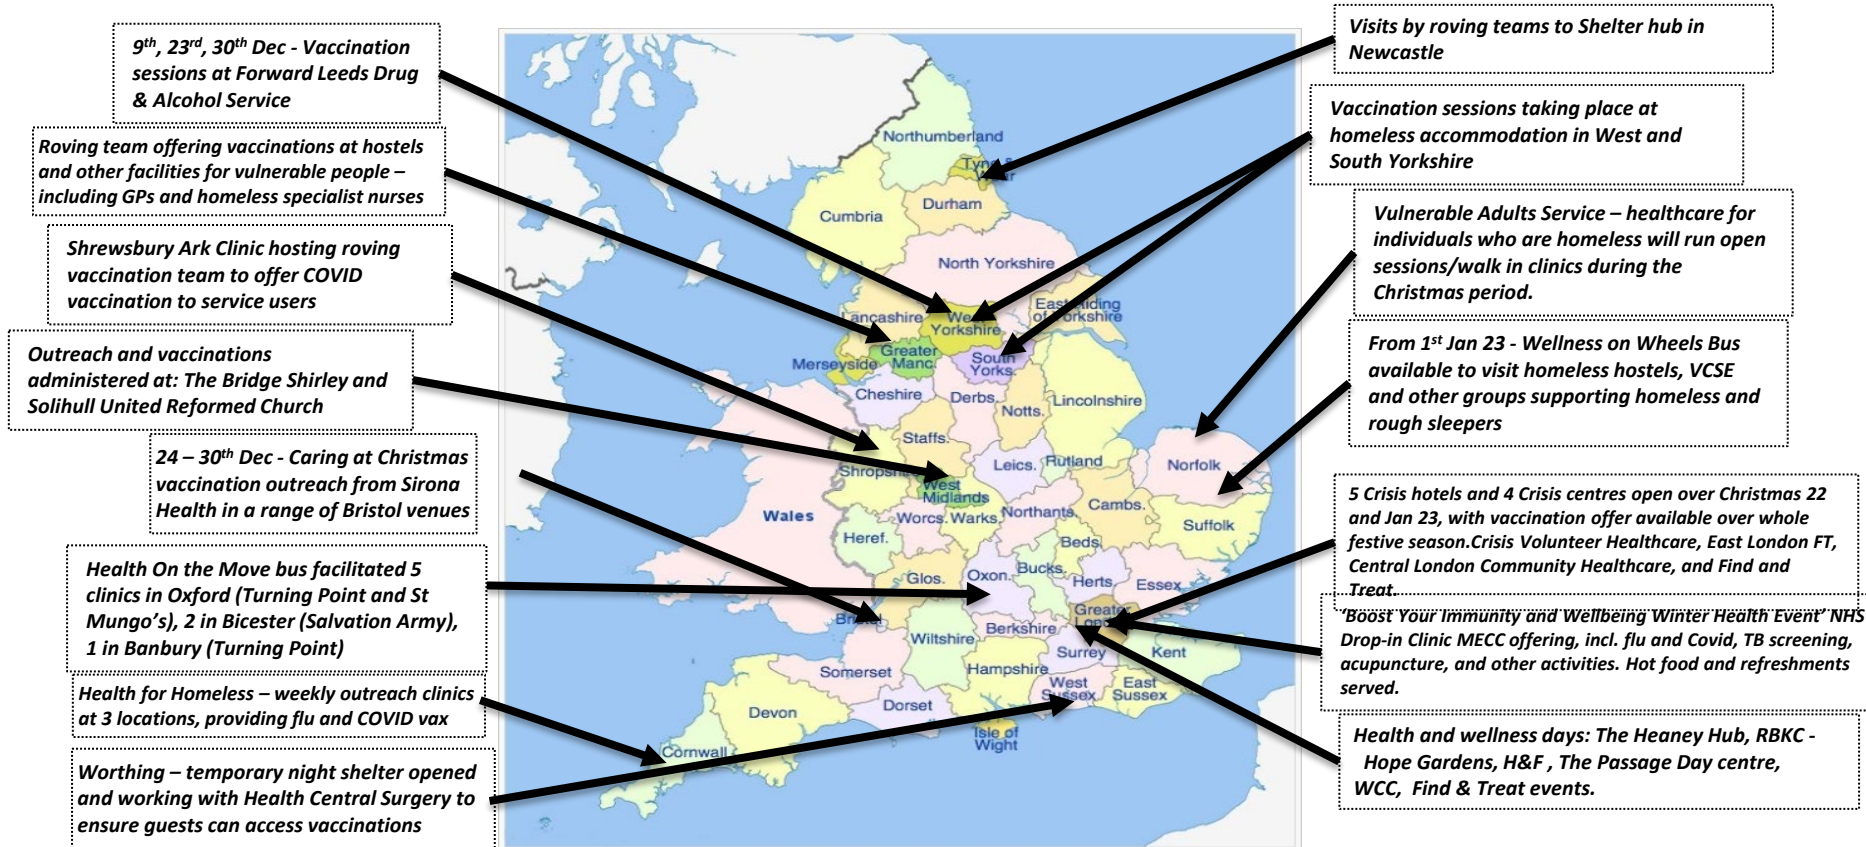 9th, 23rd, 30th Dec - Vaccination
sessions at Forward Leeds Drug
& Alcohol Service
Roving team offering vaccinations at hostels
and other facilities for vulnerable people –
including GPs and homeless specialist nurses
Shrewsbury Ark Clinic hosting roving
vaccination team to offer COVID
vaccination to service users
Outreach and vaccinations
administered at: The Bridge Shirley and
Solihull United Reformed Church
24 – 30th Dec - Caring at Christmas
vaccination outreach from Sirona
Health in a range of Bristol venues
Health On the Move bus facilitated 5
clinics in Oxford (Turning Point and St
Mungo's), 2 in Bicester (Salvation Army),
1 in Banbury (Turning Point)
Health for Homeless – weekly outreach clinics
at 3 locations, providing flu and COVID vax
Worthing – temporary night shelter opened
and working with Health Central Surgery to
ensure guests can access vaccinations
Northumberland
Tyne &
Wear
Cumbria
Durham
North Yorkshire
Lancashire
West
Yorkshire
East Riding
of Yorkshire
Merseyside
Greater
Manc.
South
Yorks.
Cheshire
Derbs.
Notts.
Lincolnshire
Staffs.
Shropshire
Leics.
Rutland
Norfolk
West
Midlands
Wales
Worcs.
Warks.
Northants.
Cambs.
Suffolk
Heref.
Beds.
Glos.
Oxon.
Bucks.
Herts.
Essex
Greater
London
Bristol
Wiltshire
Berkshire
Surrey
Kent
Somerset
Hampshire
West
Sussex
East
Sussex
Devon
Dorset
Isle of
Wight
Cornwall
Visits by roving teams to Shelter hub in
Newcastle
Vaccination sessions taking place at
homeless accommodation in West and
South Yorkshire
Vulnerable Adults Service – healthcare for
individuals who are homeless will run open
sessions/walk in clinics during the
Christmas period.
From 1st Jan 23 - Wellness on Wheels Bus
available to visit homeless hostels, VCSE
and other groups supporting homeless and
rough sleepers
5 Crisis hotels and 4 Crisis centres open over Christmas 22
and Jan 23, with vaccination offer available over whole
festive season.Crisis Volunteer Healthcare, East London FT,
Central London Community Healthcare, and Find and
Treat.
'Boost Your Immunity and Wellbeing Winter Health Event' NHS
Drop-in Clinic MECC offering, incl. flu and Covid, TB screening,
acupuncture, and other activities. Hot food and refreshments
served.
Health and wellness days: The Heaney Hub, RBKC -
Hope Gardens, H&F , The Passage Day centre,
WCC, Find & Treat events.